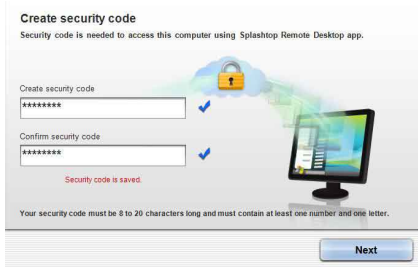 Create security code
Security code is needed to access this computer using Splashtop Remote Desktop app.
Create security code
********
Confirm security code
********
Security code is saved.
Your security code must be 8 to 20 characters long and must contain at least one number and one letter.
Next